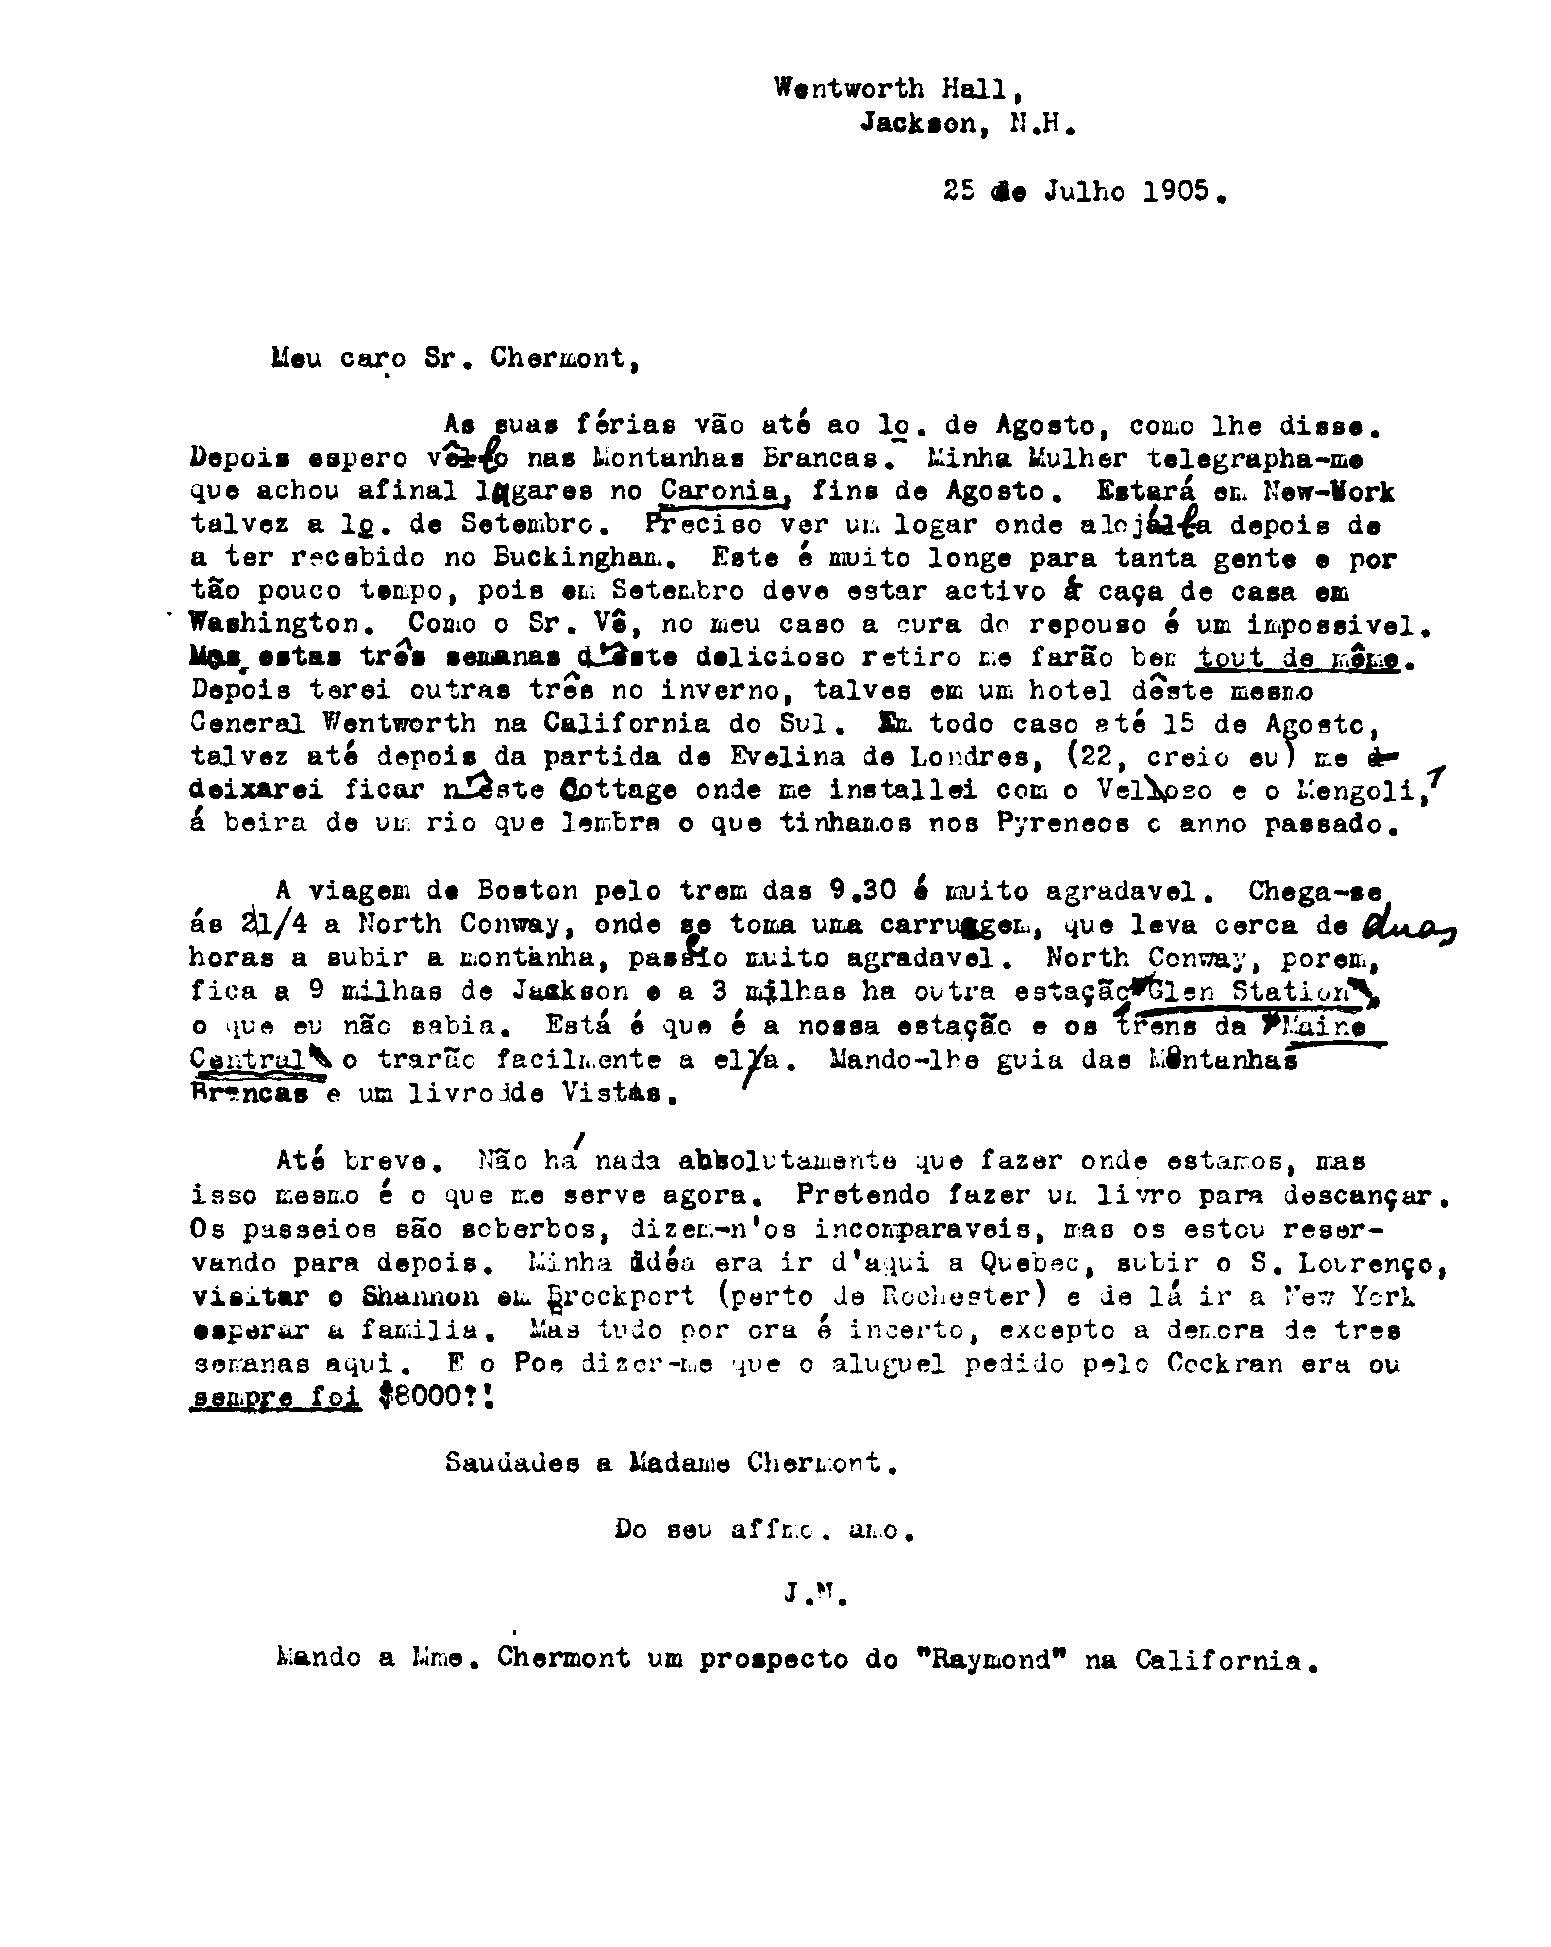 Wentworth Hall,
Jackson, N.H.
25 de Julho 1905.
Meu caro Sr. Chermont,
As suas férias vão até ao 1o. de Agosto, como lhe disse.
Depois espero vê-lo nas Montanhas Brancas. Minha Mulher telegrapha-me
que achou afinal lugares no Caronia, fins de Agosto. Estará em New-York
talvez a 1o. de Setembro. Preciso ver um logar onde alojá-la depois de
a ter recebido no Buckingham. Este é muito longe para tanta gente e por
tão pouco tempo, pois em Setembro deve estar activo á caça de casa em
Washington. Como o Sr. Vê, no meu caso a cura do repouso é um impossivel.
Mas estas três semanas dêste delicioso retiro me farão bem tout de même.
Depois terei outras três no inverno, talves em um hotel dêste mesmo
General Wentworth na California do Sul. Em todo caso até 15 de Agosto,
talvez até depois da partida de Evelina de Londres, (22, creio eu) me
deixarei ficar nêste Cottage onde me installei com o Velloso e o Mengoli,
á beira de um rio que lembra o que tinhamos nos Pyreneos o anno passado.
A viagem de Boston pelo trem das 9.30 é muito agradavel. Chega-se
ás 21/4 a North Conway, onde se toma uma carruagem, que leva cerca de duas
horas a subir a montanha, passeio muito agradavel. North Conway, porem,
fica a 9 milhas de Jackson e a 3 milhas ha outra estação "Glen Station",
o que eu não sabia. Está é que é a nossa estação e os trens da "Maine
Central" o trarão facilmente a ella. Mando-lhe guia das Montanhas
Brancas e um livro de Vistas.
Até breve. Não há nada absolutamente que fazer onde estamos, mas
isso mesmo é o que me serve agora. Pretendo fazer um livro para descançar.
Os passeios são soberbos, dizem-n'os incomparaveis, mas os estou reser-
vando para depois. Minha idéa era ir d'aqui a Quebec, subir o S. Lourenço,
visitar o Shannon em Brockport (perto de Rochester) e de lá ir a New York
esperar a familia. Mas tudo por ora é incerto, excepto a demora de tres
semanas aqui. E o Poe dizer-me que o aluguel pedido pelo Cockran era ou
sempre foi $8000?!
Saudades a Madame Chermont.
Do seu affmo. amo.
J.N.
Mando a Mme. Chermont um prospecto do "Raymond" na California.